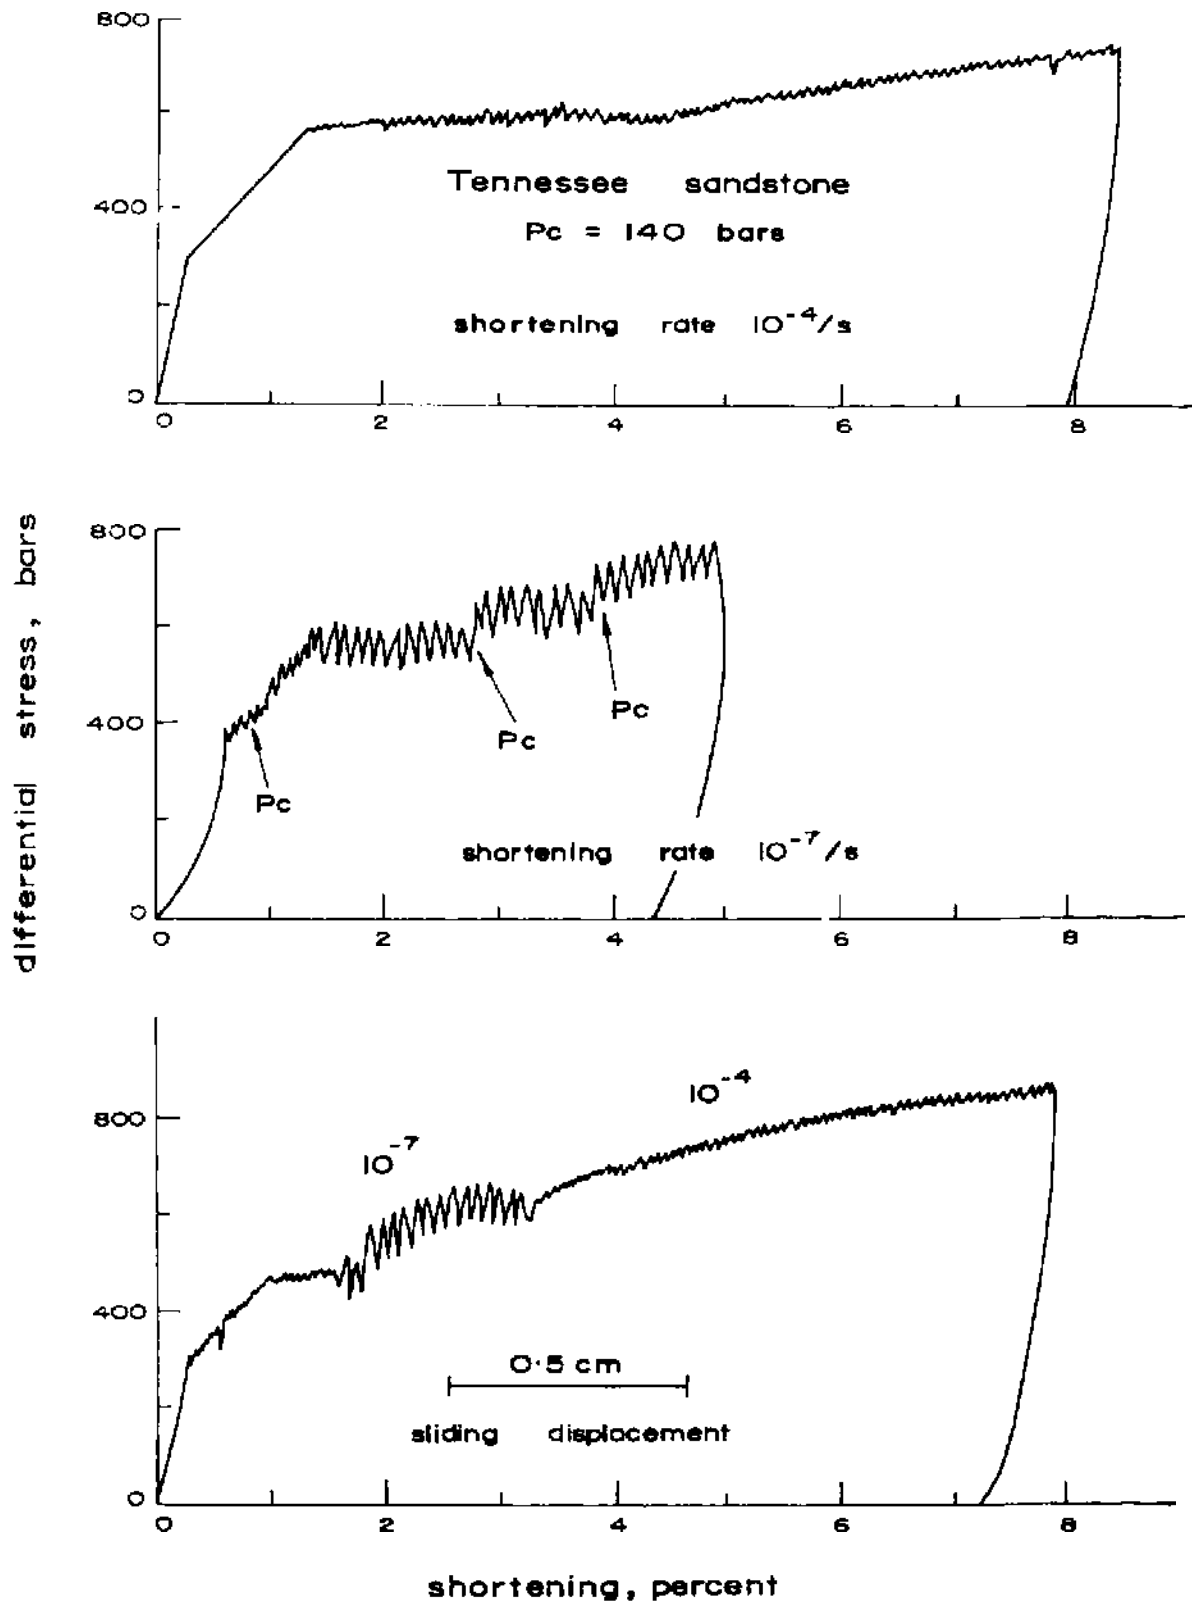 differential stress, bars
800
400
0
Tennessee sandstone
Pc = 140 bars
shortening rate 10⁻⁴/s
0 2 4 6 8
800
400
0
Pc
Pc
Pc
shortening rate 10⁻⁷/s
0 2 4 6 8
800
400
0
10⁻⁷
10⁻⁴
0·5 cm
sliding displacement
0 2 4 6 8
shortening, percent